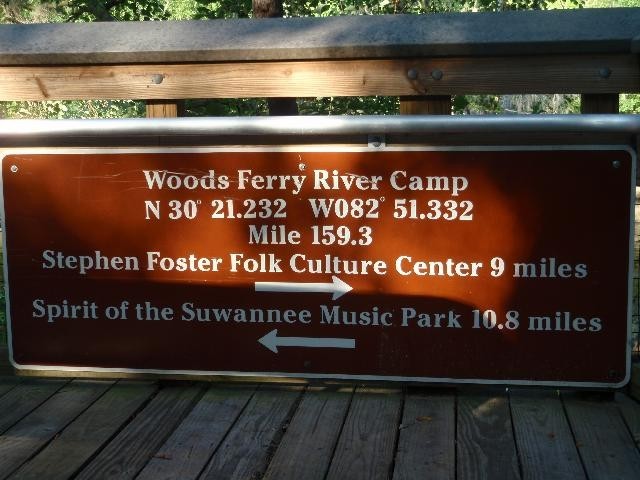 Woods Ferry River Camp
N 30° 21.232 W082° 51.332
Mile 159.3
Stephen Foster Folk Culture Center 9 miles
Spirit of the Suwannee Music Park 10.8 miles